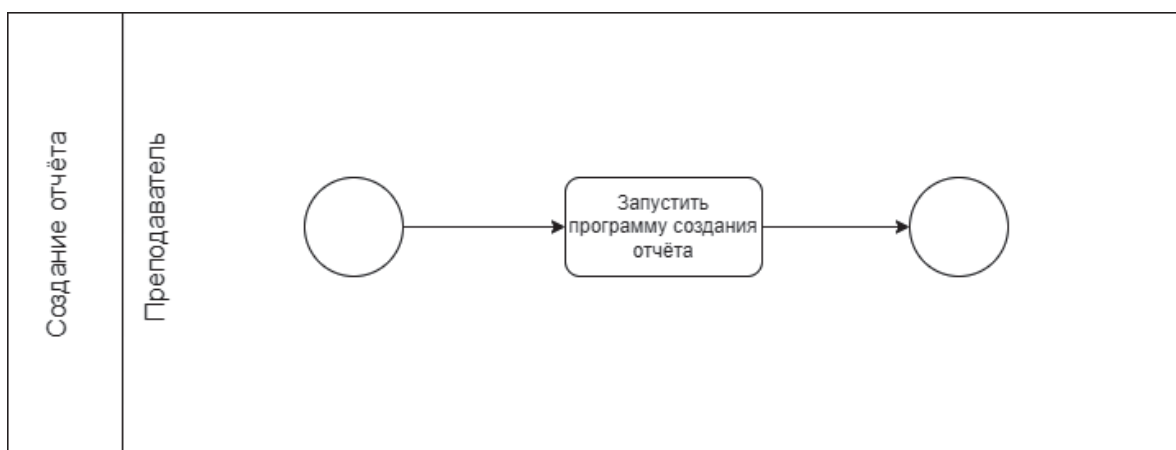 Создание отчёта
Преподаватель
Запустить
программу создания
отчёта